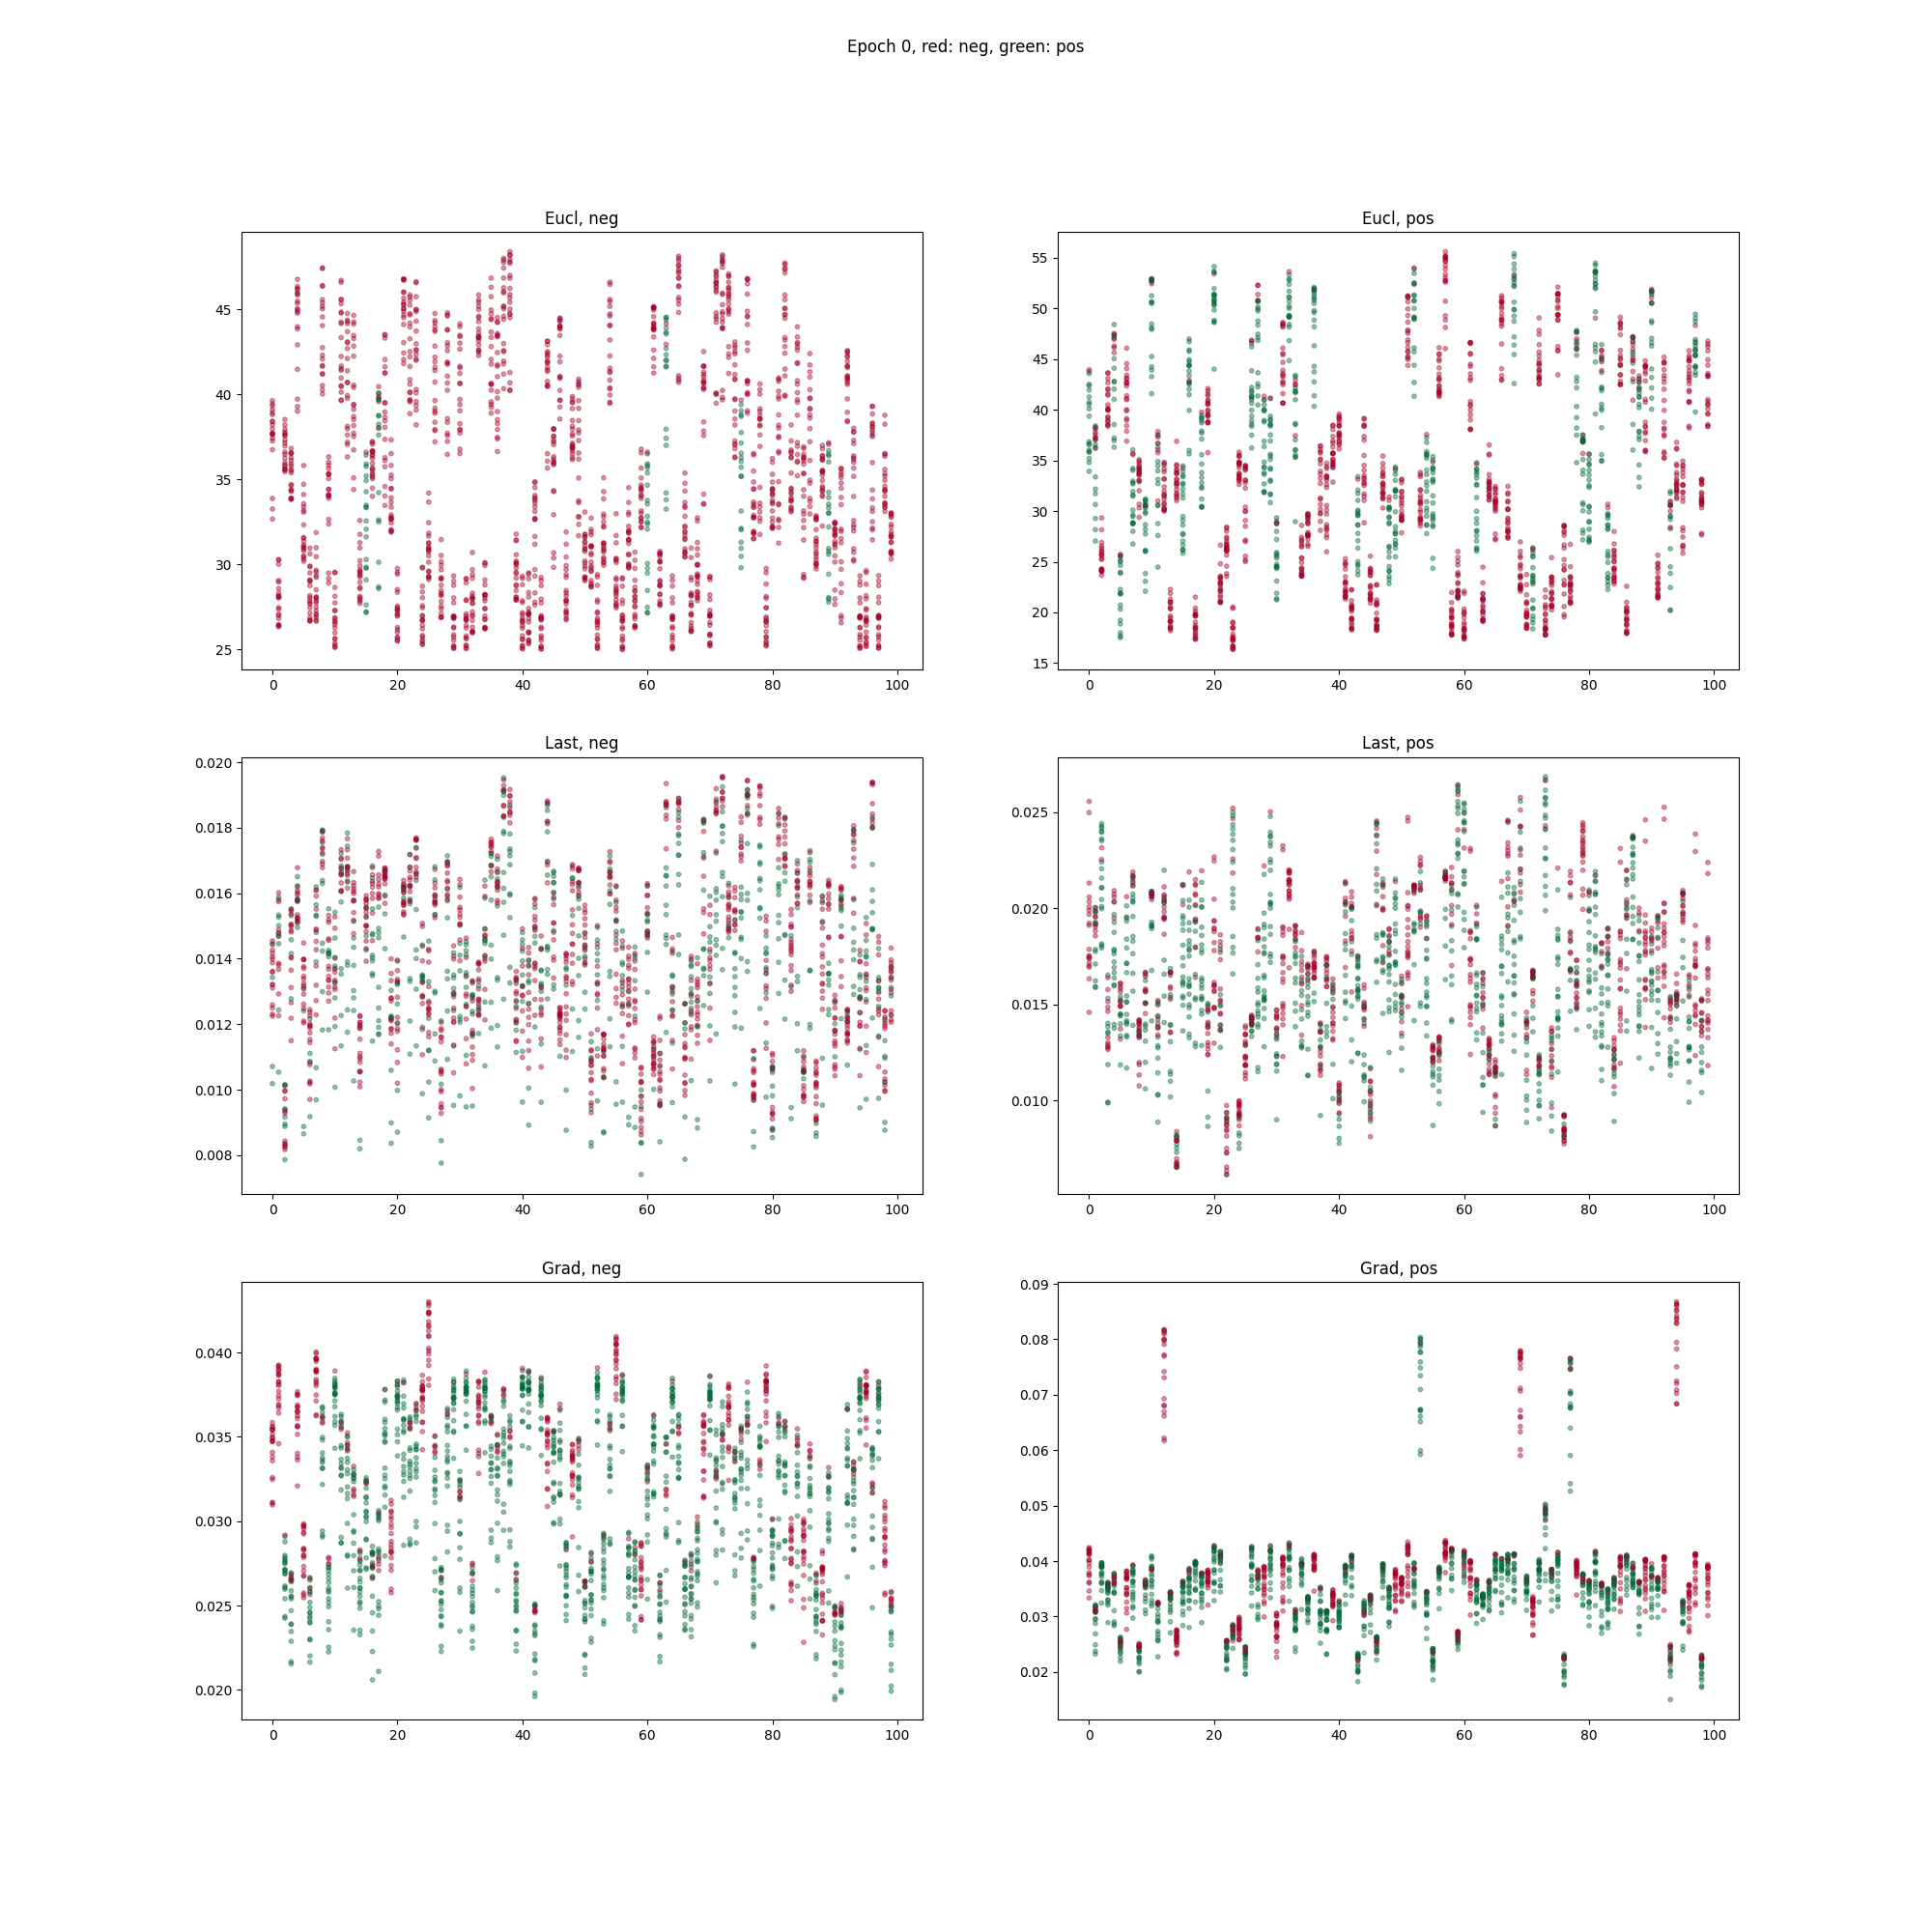 Epoch 0, red: neg, green: pos
Eucl, neg
45
40
35
30
25
0 20 40 60 80 100
Eucl, pos
55
50
45
40
35
30
25
20
15
0 20 40 60 80 100
Last, neg
0.020
0.018
0.016
0.014
0.012
0.010
0.008
0 20 40 60 80 100
Last, pos
0.025
0.020
0.015
0.010
0 20 40 60 80 100
Grad, neg
0.040
0.035
0.030
0.025
0.020
0 20 40 60 80 100
Grad, pos
0.09
0.08
0.07
0.06
0.05
0.04
0.03
0.02
0 20 40 60 80 100